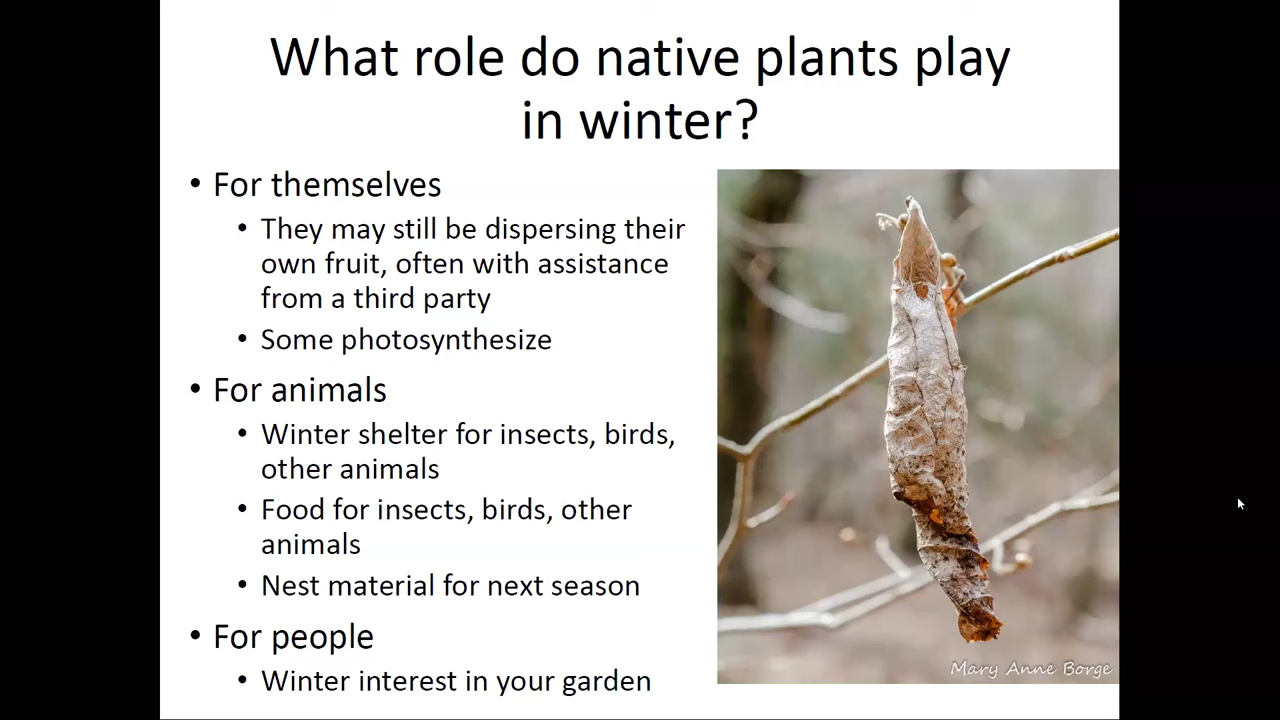 What role do native plants play
in winter?
• For themselves
• They may still be dispersing their
own fruit, often with assistance
from a third party
• Some photosynthesize
• For animals
• Winter shelter for insects, birds,
other animals
• Food for insects, birds, other
animals
• Nest material for next season
• For people
• Winter interest in your garden
Mary Anne Borge